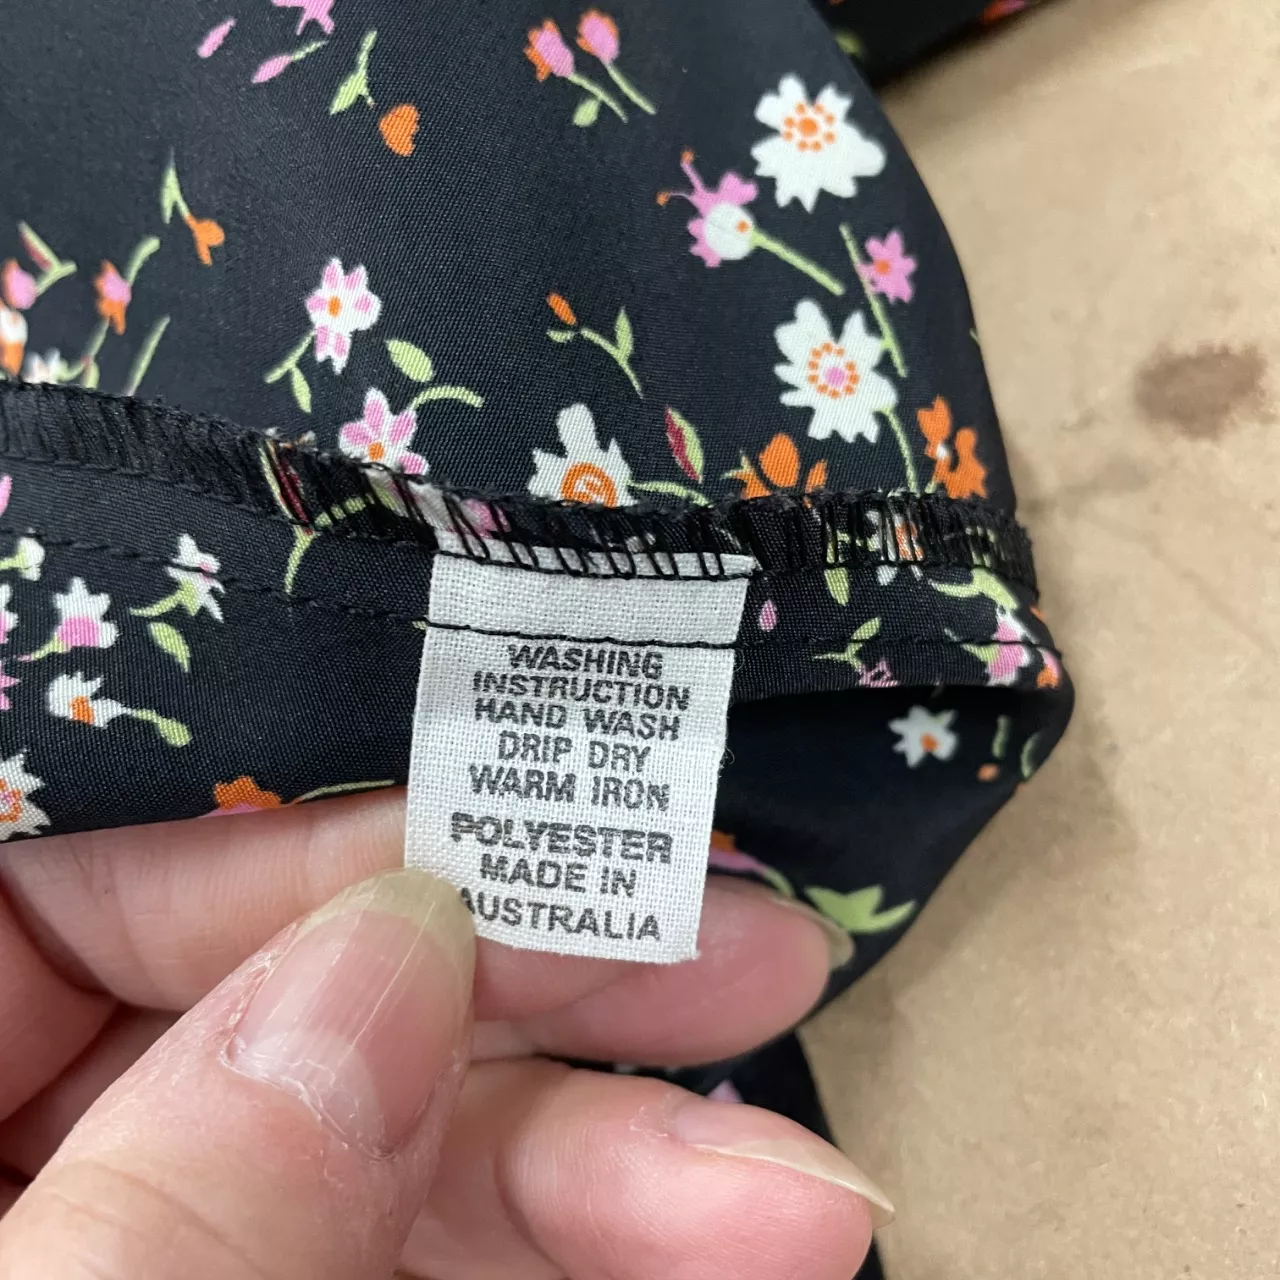 WASHING
INSTRUCTION
HAND WASH
DRIP DRY
WARM IRON
POLYESTER
MADE IN
AUSTRALIA